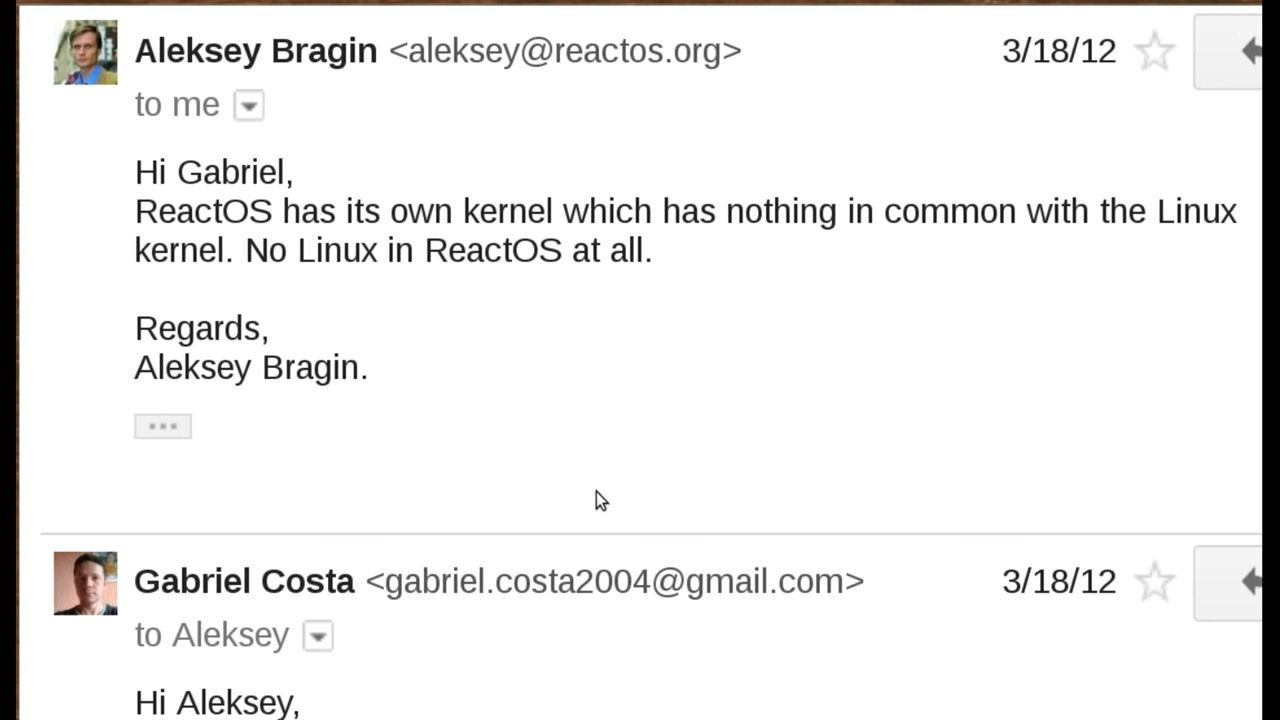 Aleksey Bragin <aleksey@reactos.org> 3/18/12
to me
Hi Gabriel,
ReactOS has its own kernel which has nothing in common with the Linux
kernel. No Linux in ReactOS at all.
Regards,
Aleksey Bragin.
Gabriel Costa <gabriel.costa2004@gmail.com> 3/18/12
to Aleksey
Hi Aleksey,